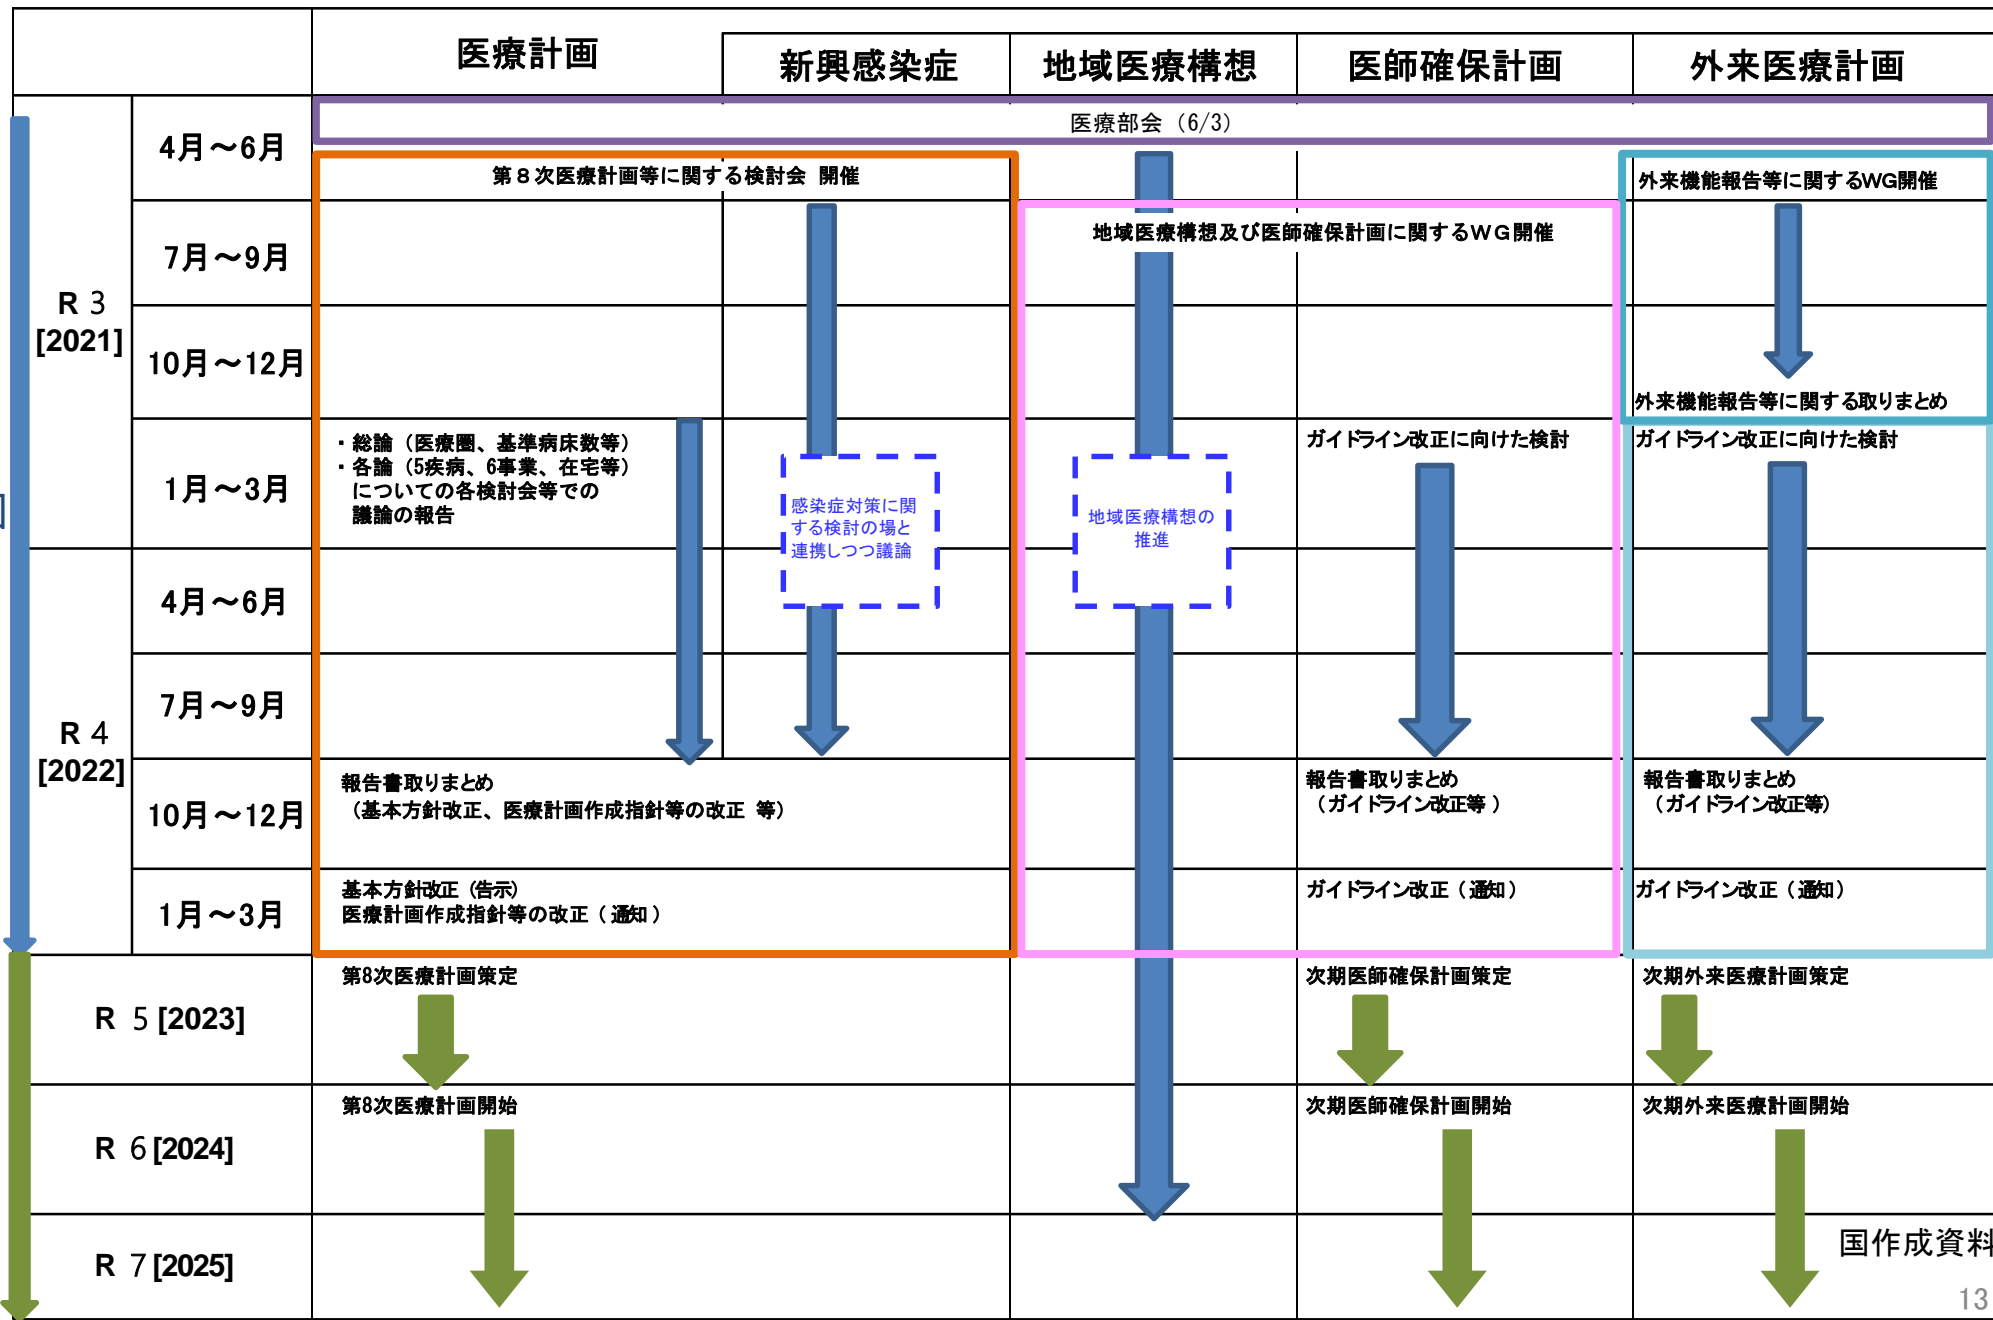 医療計画
新興感染症
地域医療構想
医師確保計画
外来医療計画
R 3
[2021]
4月～6月
医療部会（6/3）
第８次医療計画等に関する検討会 開催
外来機能報告等に関するWG開催
7月～9月
地域医療構想及び医師確保計画に関するＷＧ開催
10月～12月
外来機能報告等に関する取りまとめ
1月～3月
・総論（医療圏、基準病床数等）
・各論（5疾病、6事業、在宅等）
についての各検討会等での
議論の報告
感染症対策に関
する検討の場と
連携しつつ議論
地域医療構想の
推進
ガイドライン改正に向けた検討
ガイドライン改正に向けた検討
R 4
[2022]
4月～6月
7月～9月
10月～12月
報告書取りまとめ
（基本方針改正、医療計画作成指針等の改正 等）
報告書取りまとめ
（ガイドライン改正等）
報告書取りまとめ
（ガイドライン改正等）
1月～3月
基本方針改正（告示）
医療計画作成指針等の改正（通知）
ガイドライン改正（通知）
ガイドライン改正（通知）
R 5 [2023]
第8次医療計画策定
次期医師確保計画策定
次期外来医療計画策定
R 6 [2024]
第8次医療計画開始
次期医師確保計画開始
次期外来医療計画開始
R 7 [2025]
国作成資料
13